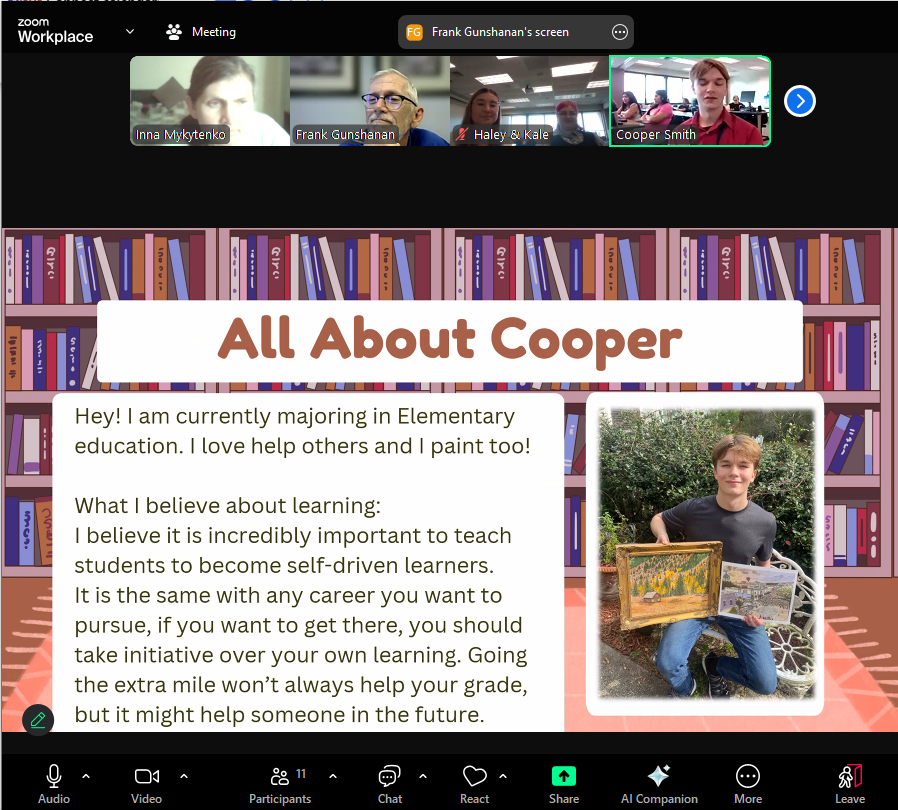 zoom
Workplace
Meeting
FG Frank Gunshanan's screen
Inna Mykytenko
Frank Gunshanan
Haley & Kale
Cooper Smith
All About Cooper
Hey! I am currently majoring in Elementary
education. I love help others and I paint too!
What I believe about learning:
I believe it is incredibly important to teach
students to become self-driven learners.
It is the same with any career you want to
pursue, if you want to get there, you should
take initiative over your own learning. Going
the extra mile won’t always help your grade,
but it might help someone in the future.
11
Audio
Video
Participants
Chat
React
Share
AI Companion
More
Leave